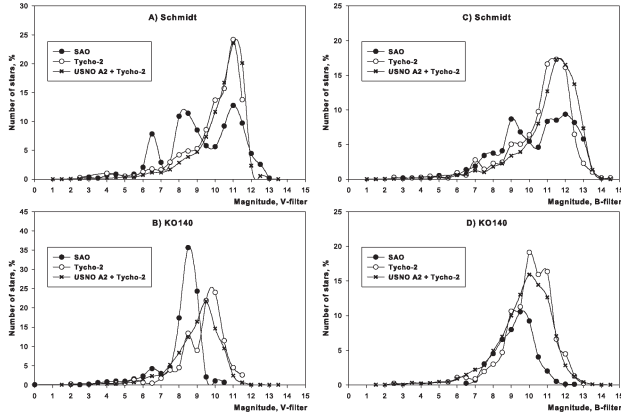 A) Schmidt
Number of stars, %
30
25
20
15
10
5
0
SAO
Tycho-2
USNO A2 + Tycho-2
0 1 2 3 4 5 6 7 8 9 10 11 12 13 14 15
Magnitude, V-filter
C) Schmidt
Number of stars, %
25
20
15
10
5
0
SAO
Tycho-2
USNO A2 + Tycho-2
0 1 2 3 4 5 6 7 8 9 10 11 12 13 14 15
Magnitude, B-filter
B) KO140
Number of stars, %
45
40
35
30
25
20
15
10
5
0
SAO
Tycho-2
USNO A2 + Tycho-2
0 1 2 3 4 5 6 7 8 9 10 11 12 13 14 15
Magnitude, V-filter
D) KO140
Number of stars, %
25
20
15
10
5
0
SAO
Tycho-2
USNO A2 + Tycho-2
0 1 2 3 4 5 6 7 8 9 10 11 12 13 14 15
Magnitude, B-filter